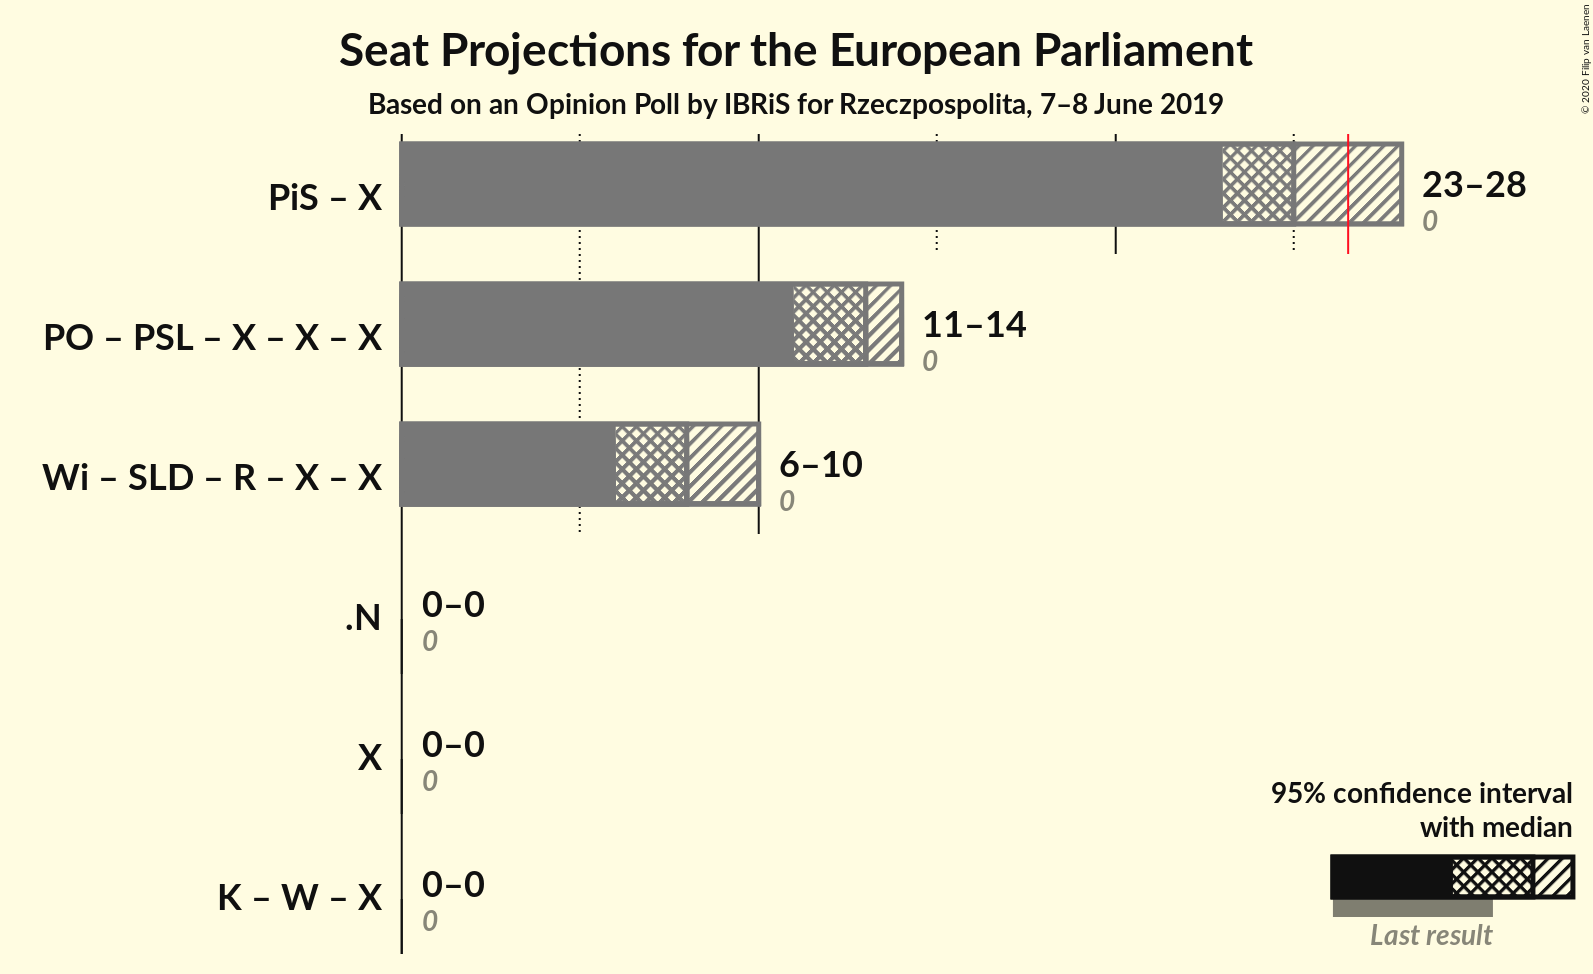 Seat Projections for the European Parliament
Based on an Opinion Poll by IBRiS for Rzeczpospolita, 7–8 June 2019
© 2020 Filip van Laenen
PiS – X
23–28
0
PO – PSL – X – X – X
11–14
0
Wi – SLD – R – X – X
6–10
0
.N
0–0
0
X
0–0
0
K – W – X
0–0
0
95% confidence interval
with median
Last result